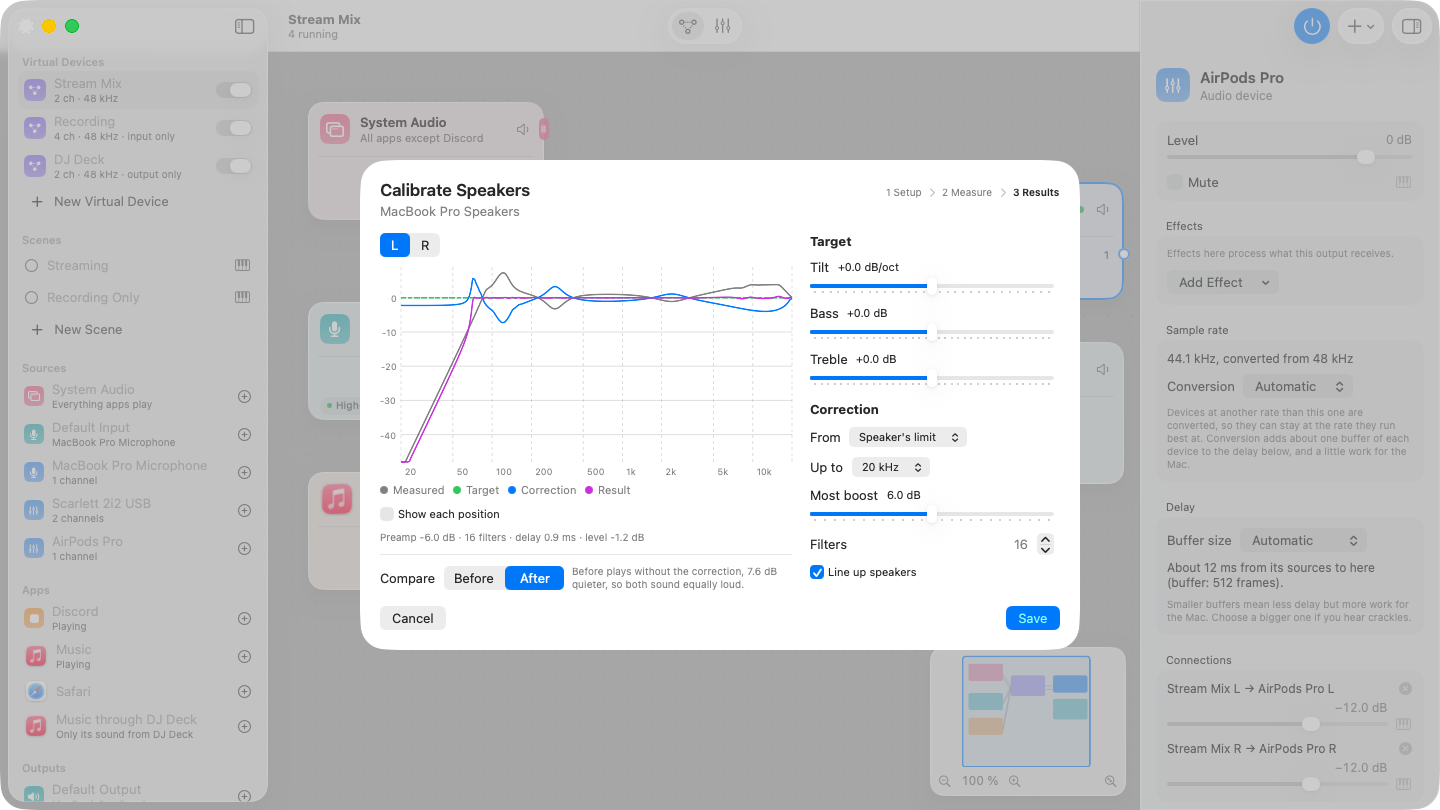 Stream Mix
4 running
Virtual Devices
Stream Mix
2 ch · 48 kHz
Recording
4 ch · 48 kHz · input only
DJ Deck
2 ch · 48 kHz · output only
New Virtual Device
Scenes
Streaming
Recording Only
New Scene
Sources
System Audio
Everything apps play
Default Input
MacBook Pro Microphone
MacBook Pro Microphone
1 channel
Scarlett 2i2 USB
2 channels
AirPods Pro
1 channel
Apps
Discord
Playing
Music
Playing
Safari
Music through DJ Deck
Only its sound from DJ Deck
Outputs
Default Output
System Audio
All apps except Discord
High
1
Calibrate Speakers
MacBook Pro Speakers
1 Setup
2 Measure
3 Results
L R
0
-10
-20
-30
-40
20 50 100 200 500 1k 2k 5k 10k
Measured Target Correction Result
Show each position
Preamp -6.0 dB · 16 filters · delay 0.9 ms · level -1.2 dB
Compare Before After
Before plays without the correction, 7.6 dB
quieter, so both sound equally loud.
Cancel
Target
Tilt +0.0 dB/oct
Bass +0.0 dB
Treble +0.0 dB
Correction
From Speaker's limit
Up to 20 kHz
Most boost 6.0 dB
Filters 16
Line up speakers
Save
100 %
AirPods Pro
Audio device
Level 0 dB
Mute
Effects
Effects here process what this output receives.
Add Effect
Sample rate
44.1 kHz, converted from 48 kHz
Conversion Automatic
Devices at another rate than this one are
converted, so they can stay at the rate they run
best at. Conversion adds about one buffer of each
device to the delay below, and a little work for the
Mac.
Delay
Buffer size Automatic
About 12 ms from its sources to here
(buffer: 512 frames).
Smaller buffers mean less delay but more work for
the Mac. Choose a bigger one if you hear crackles.
Connections
Stream Mix L → AirPods Pro L
−12.0 dB
Stream Mix R → AirPods Pro R
−12.0 dB